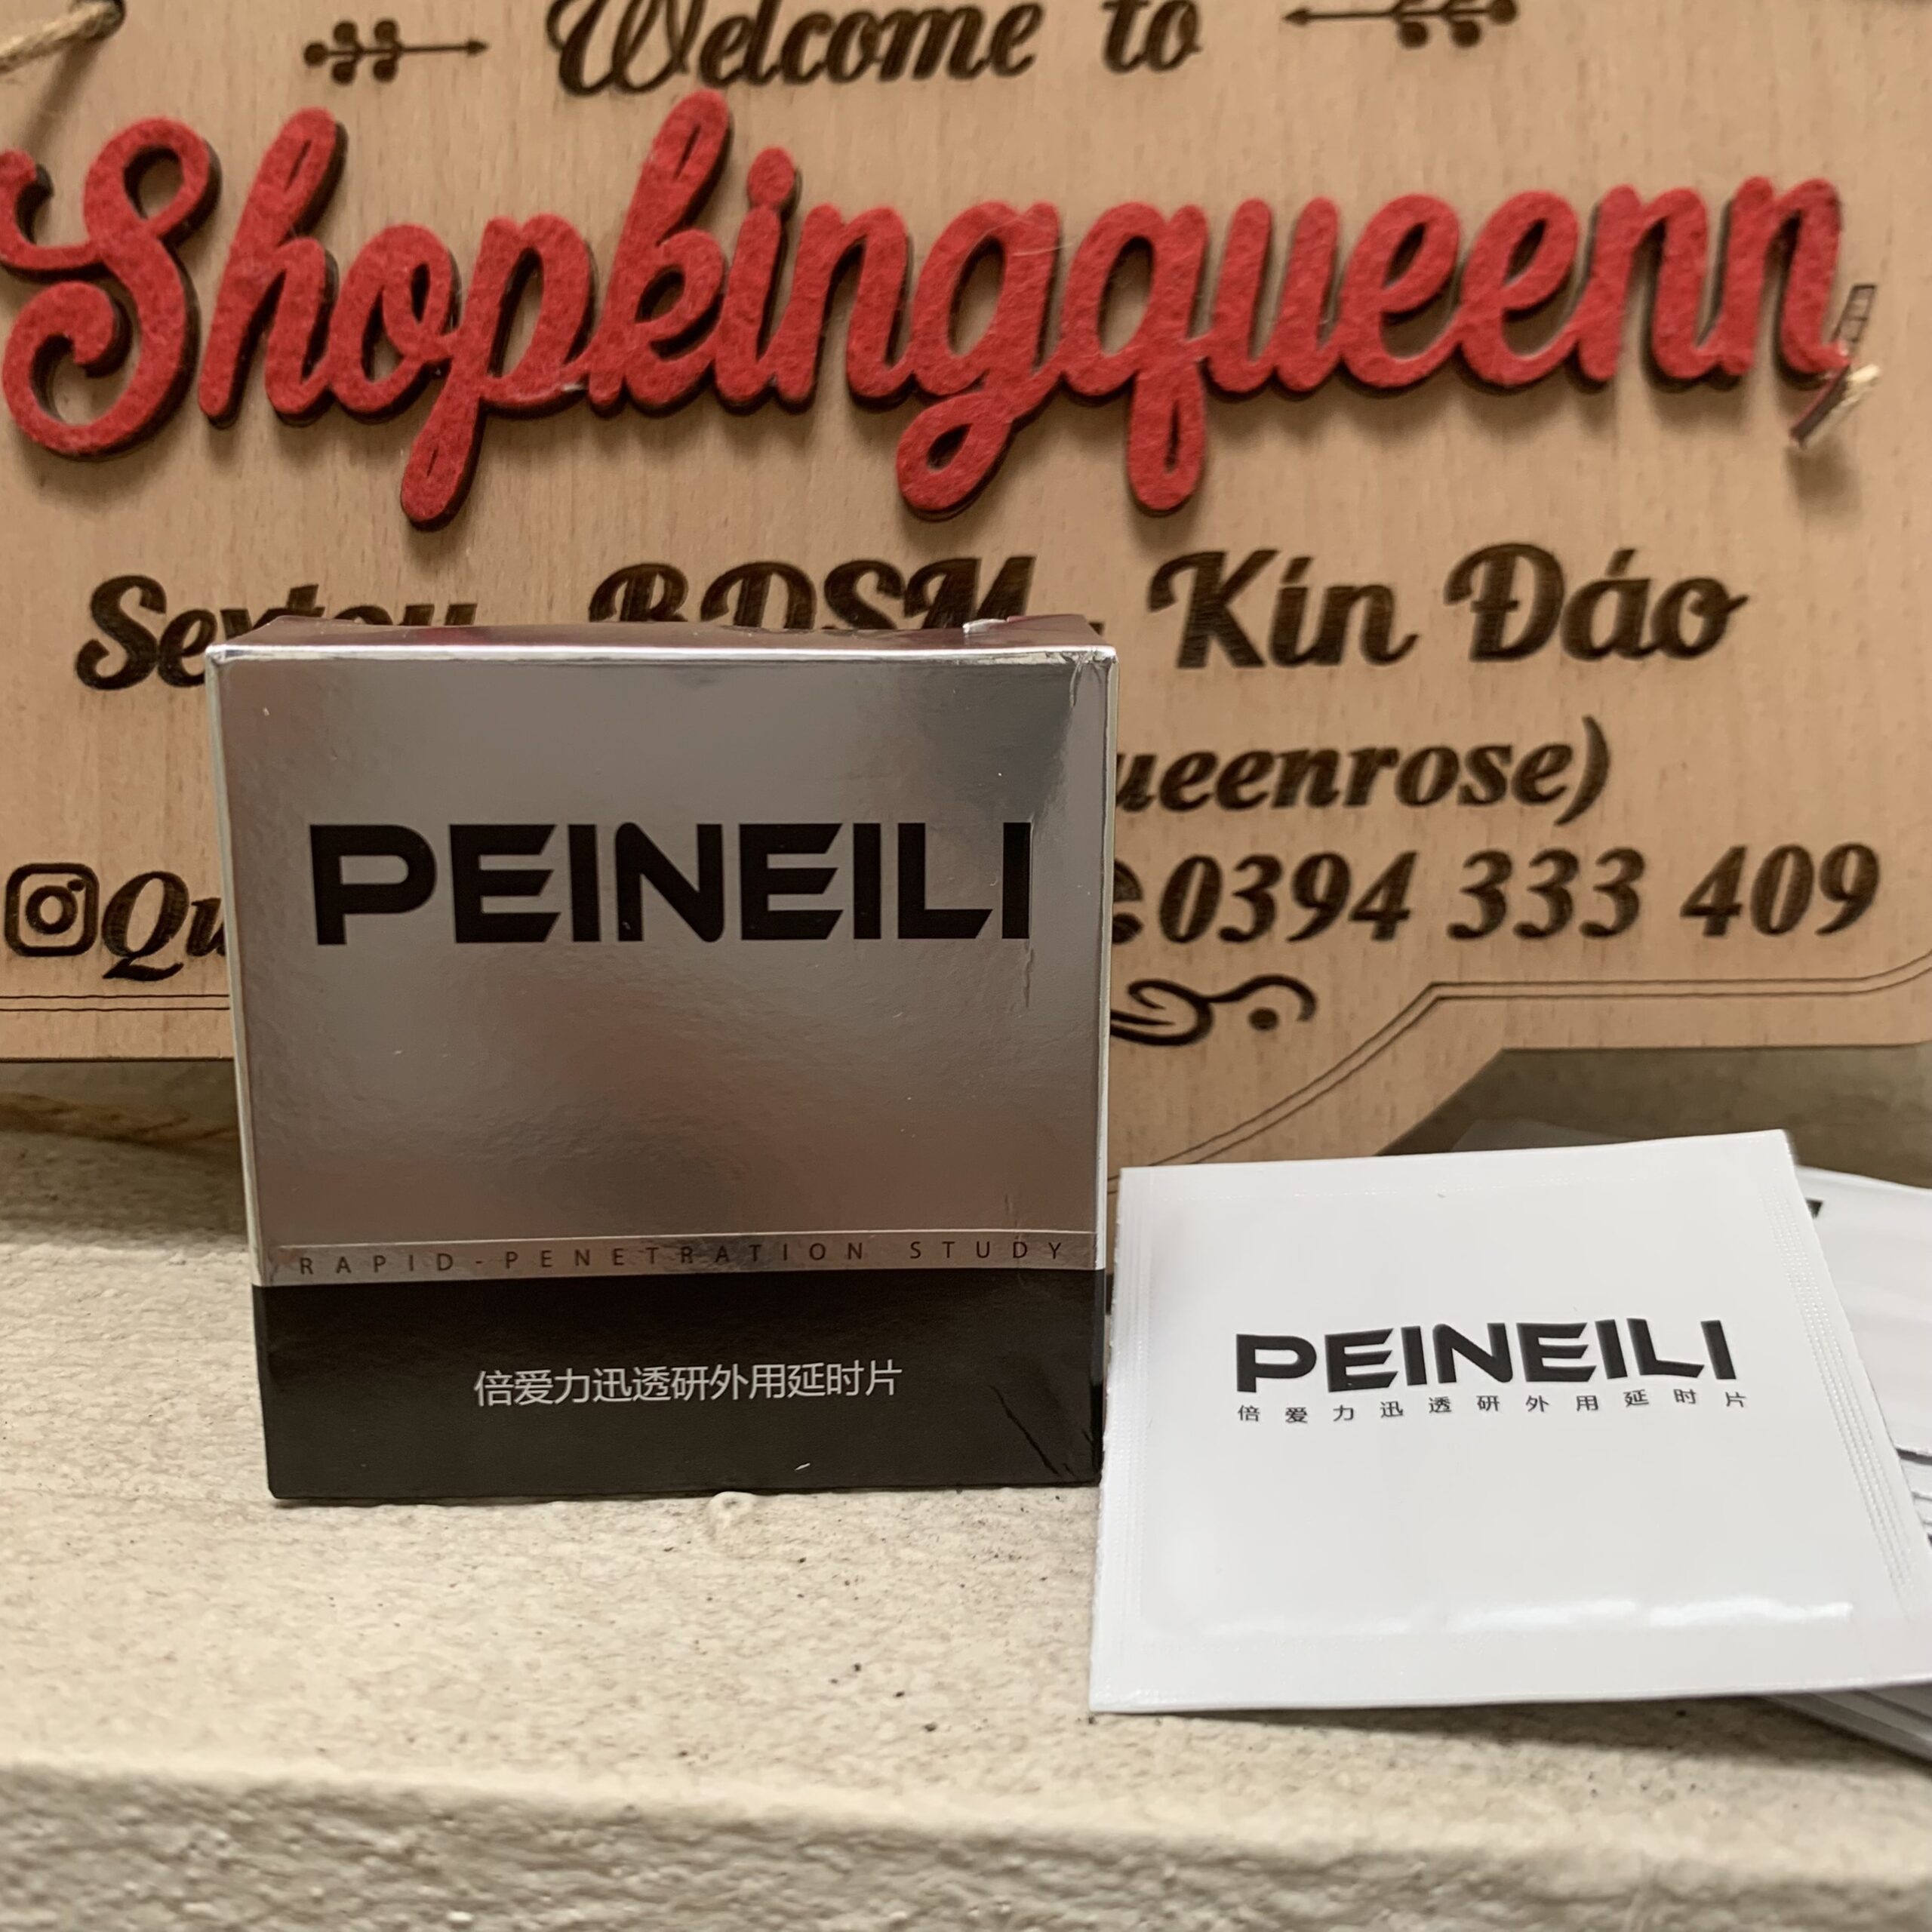 Welcome to
Shopkingqueenn
BDSM Kín Đáo
0394 333 409
PEINEILI
RAPID-PENETRATION STUDY
倍爱力迅透研外用延时片
PEINEILI
倍爱力迅透研外用延时片